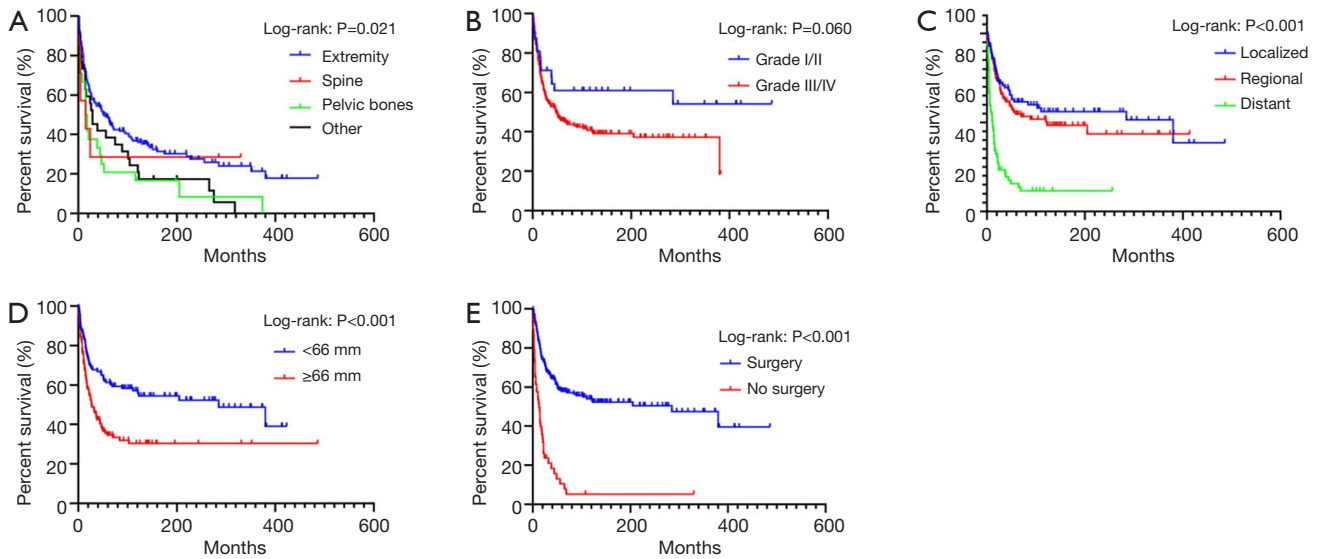 A
Log-rank: P=0.021
Extremity
Spine
Pelvic bones
Other
Percent survival (%)
100
80
60
40
20
0
0 200 400 600
Months
B
Log-rank: P=0.060
Grade I/II
Grade III/IV
Percent survival (%)
100
80
60
40
20
0
0 200 400 600
Months
C
Log-rank: P<0.001
Localized
Regional
Distant
Percent survival (%)
100
80
60
40
20
0
0 200 400 600
Months
D
Log-rank: P<0.001
<66 mm
≥66 mm
Percent survival (%)
100
80
60
40
20
0
0 200 400 600
Months
E
Log-rank: P<0.001
Surgery
No surgery
Percent survival (%)
100
80
60
40
20
0
0 200 400 600
Months